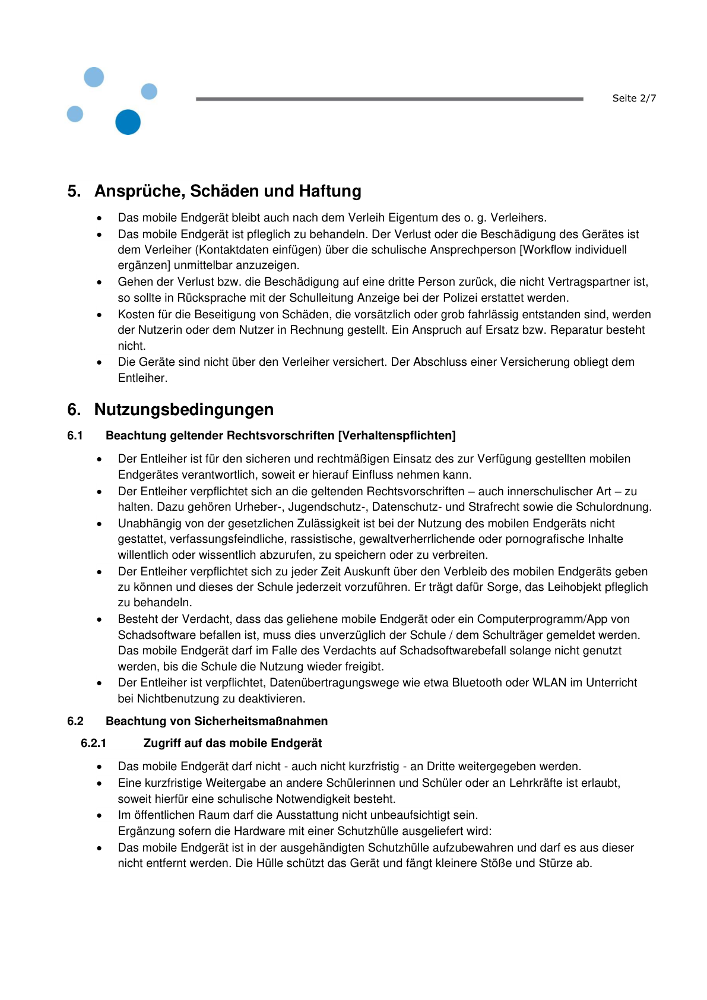 Seite 2/7
5. Ansprüche, Schäden und Haftung
• Das mobile Endgerät bleibt auch nach dem Verleih Eigentum des o. g. Verleihers.
• Das mobile Endgerät ist pfleglich zu behandeln. Der Verlust oder die Beschädigung des Gerätes ist
dem Verleiher (Kontaktdaten einfügen) über die schulische Ansprechperson [Workflow individuell
ergänzen] unmittelbar anzuzeigen.
• Gehen der Verlust bzw. die Beschädigung auf eine dritte Person zurück, die nicht Vertragspartner ist,
so sollte in Rücksprache mit der Schulleitung Anzeige bei der Polizei erstattet werden.
• Kosten für die Beseitigung von Schäden, die vorsätzlich oder grob fahrlässig entstanden sind, werden
der Nutzerin oder dem Nutzer in Rechnung gestellt. Ein Anspruch auf Ersatz bzw. Reparatur besteht
nicht.
• Die Geräte sind nicht über den Verleiher versichert. Der Abschluss einer Versicherung obliegt dem
Entleiher.
6. Nutzungsbedingungen
6.1 Beachtung geltender Rechtsvorschriften [Verhaltenspflichten]
• Der Entleiher ist für den sicheren und rechtmäßigen Einsatz des zur Verfügung gestellten mobilen
Endgerätes verantwortlich, soweit er hierauf Einfluss nehmen kann.
• Der Entleiher verpflichtet sich an die geltenden Rechtsvorschriften – auch innerschulischer Art – zu
halten. Dazu gehören Urheber-, Jugendschutz-, Datenschutz- und Strafrecht sowie die Schulordnung.
• Unabhängig von der gesetzlichen Zulässigkeit ist bei der Nutzung des mobilen Endgeräts nicht
gestattet, verfassungsfeindliche, rassistische, gewaltverherrlichende oder pornografische Inhalte
willentlich oder wissentlich abzurufen, zu speichern oder zu verbreiten.
• Der Entleiher verpflichtet sich zu jeder Zeit Auskunft über den Verbleib des mobilen Endgeräts geben
zu können und dieses der Schule jederzeit vorzuführen. Er trägt dafür Sorge, das Leihobjekt pfleglich
zu behandeln.
• Besteht der Verdacht, dass das geliehene mobile Endgerät oder ein Computerprogramm/App von
Schadsoftware befallen ist, muss dies unverzüglich der Schule / dem Schulträger gemeldet werden.
Das mobile Endgerät darf im Falle des Verdachts auf Schadsoftwarebefall solange nicht genutzt
werden, bis die Schule die Nutzung wieder freigibt.
• Der Entleiher ist verpflichtet, Datenübertragungswege wie etwa Bluetooth oder WLAN im Unterricht
bei Nichtbenutzung zu deaktivieren.
6.2 Beachtung von Sicherheitsmaßnahmen
6.2.1 Zugriff auf das mobile Endgerät
• Das mobile Endgerät darf nicht - auch nicht kurzfristig - an Dritte weitergegeben werden.
• Eine kurzfristige Weitergabe an andere Schülerinnen und Schüler oder an Lehrkräfte ist erlaubt,
soweit hierfür eine schulische Notwendigkeit besteht.
• Im öffentlichen Raum darf die Ausstattung nicht unbeaufsichtigt sein.
Ergänzung sofern die Hardware mit einer Schutzhülle ausgeliefert wird:
• Das mobile Endgerät ist in der ausgehändigten Schutzhülle aufzubewahren und darf es aus dieser
nicht entfernt werden. Die Hülle schützt das Gerät und fängt kleinere Stöße und Stürze ab.